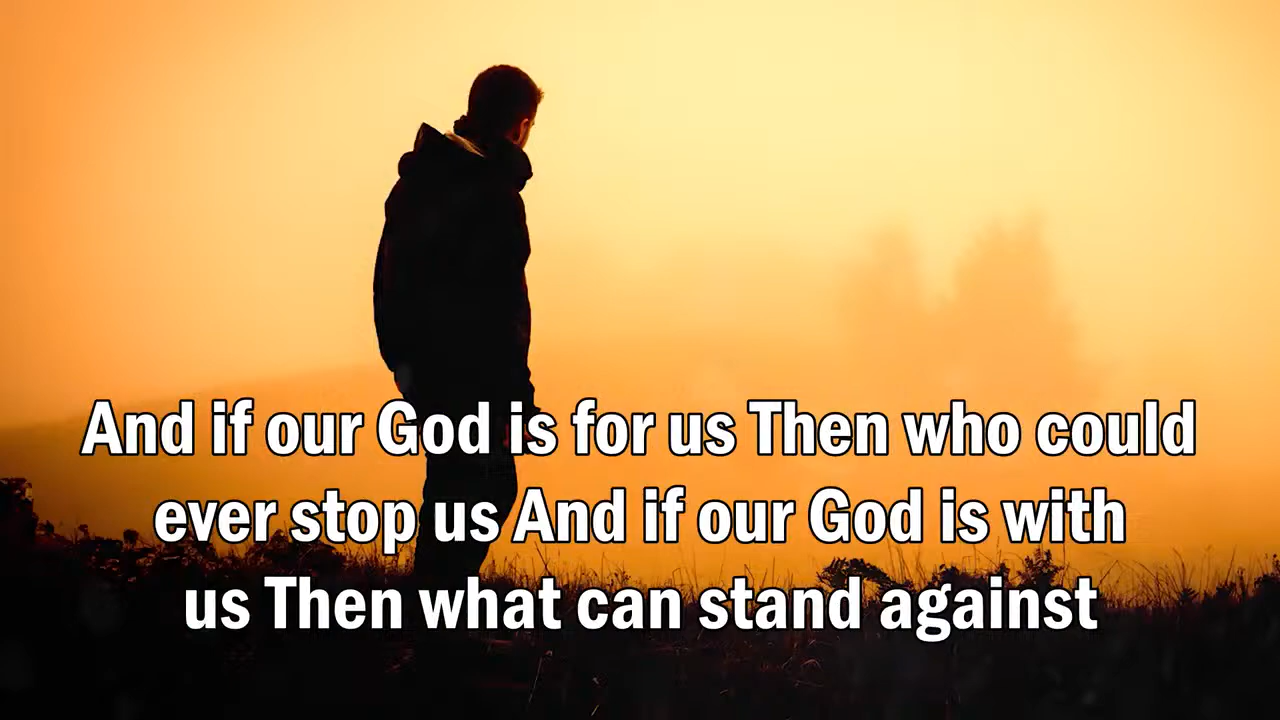 And if our God is for us Then who could
ever stop us And if our God is with
us Then what can stand against